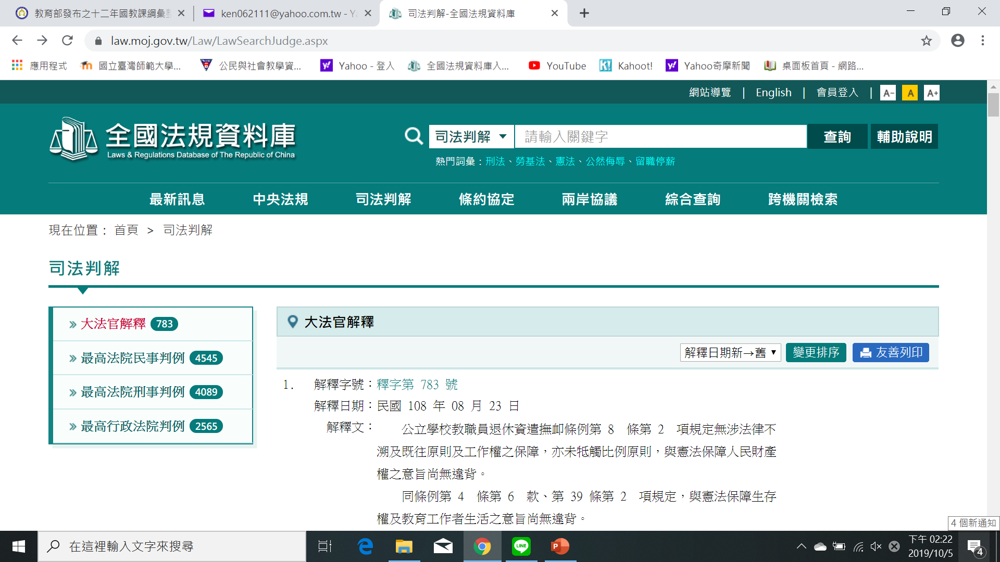 教育部發布之十二年國教課綱彙
ken062111@yahoo.com.tw - Ya
司法判解-全國法規資料庫
law.moj.gov.tw/Law/LawSearchJudge.aspx
應用程式
國立臺灣師範大學...
公民與社會教學資...
Yahoo - 登入
全國法規資料庫入...
YouTube
Kahoot!
Yahoo奇摩新聞
桌面板首頁 - 網路...
網站導覽 | English | 會員登入 | A- A A+
全國法規資料庫
Laws & Regulations Database of The Republic of China
司法判解 請輸入關鍵字 查詢 輔助說明
熱門詞彙：刑法、勞基法、憲法、公然侮辱、留職停薪
最新訊息 中央法規 司法判解 條約協定 兩岸協議 綜合查詢 跨機關檢索
現在位置： 首頁 > 司法判解
司法判解
大法官解釋 783
最高法院民事判例 4545
最高法院刑事判例 4089
最高行政法院判例 2565
大法官解釋
解釋日期新→舊 變更排序 友善列印
1. 解釋字號：釋字第 783 號
解釋日期：民國 108 年 08 月 23 日
解釋文： 公立學校教職員退休資遣撫卹條例第 8 條第 2 項規定無涉法律不
溯及既往原則及工作權之保障，亦未牴觸比例原則，與憲法保障人民財產
權之意旨尚無違背。
同條例第 4 條第 6 款、第 39 條第 2 項規定，與憲法保障生存
權及教育工作者生活之意旨尚無違背。
4 個新通知
在這裡輸入文字來搜尋
LINE
下午 02:22
2019/10/5
4